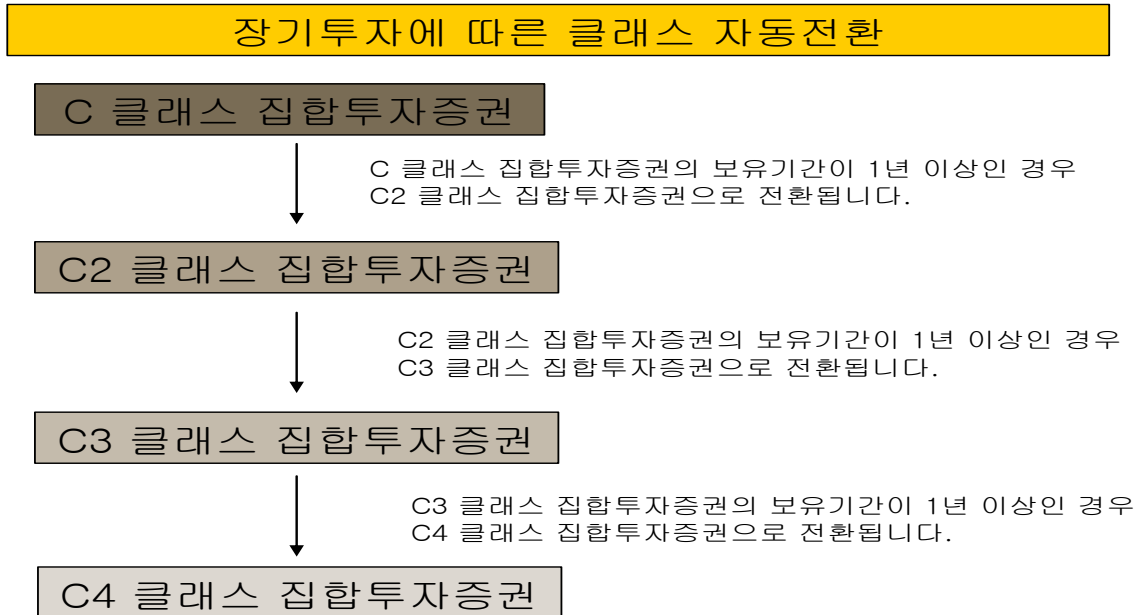 장기투자에 따른 클래스 자동전환
C 클래스 집합투자증권
C 클래스 집합투자증권의 보유기간이 1년 이상인 경우
C2 클래스 집합투자증권으로 전환됩니다.
C2 클래스 집합투자증권
C2 클래스 집합투자증권의 보유기간이 1년 이상인 경우
C3 클래스 집합투자증권으로 전환됩니다.
C3 클래스 집합투자증권
C3 클래스 집합투자증권의 보유기간이 1년 이상인 경우
C4 클래스 집합투자증권으로 전환됩니다.
C4 클래스 집합투자증권